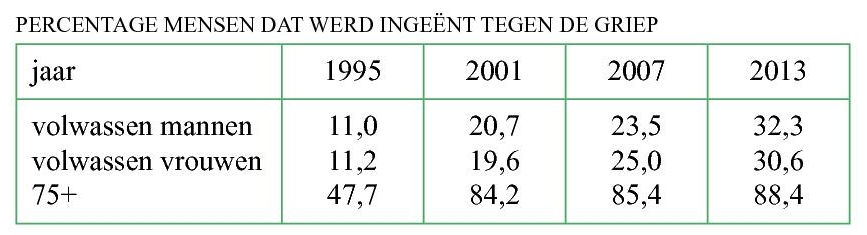 PERCENTAGE MENSEN DAT WERD INGEËNT TEGEN DE GRIEP
jaar 1995 2001 2007 2013
volwassen mannen 11,0 20,7 23,5 32,3
volwassen vrouwen 11,2 19,6 25,0 30,6
75+ 47,7 84,2 85,4 88,4